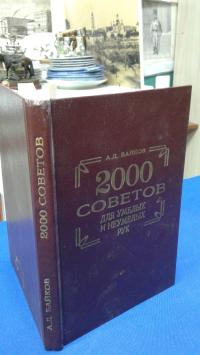 А.Д. БАЙКОВ
2000
СОВЕТОВ
ДЛЯ УМЕЛЫХ
И НЕУМЕЛЫХ
РУК
2000 СОВЕТОВ
А.Д. БАЙКОВ